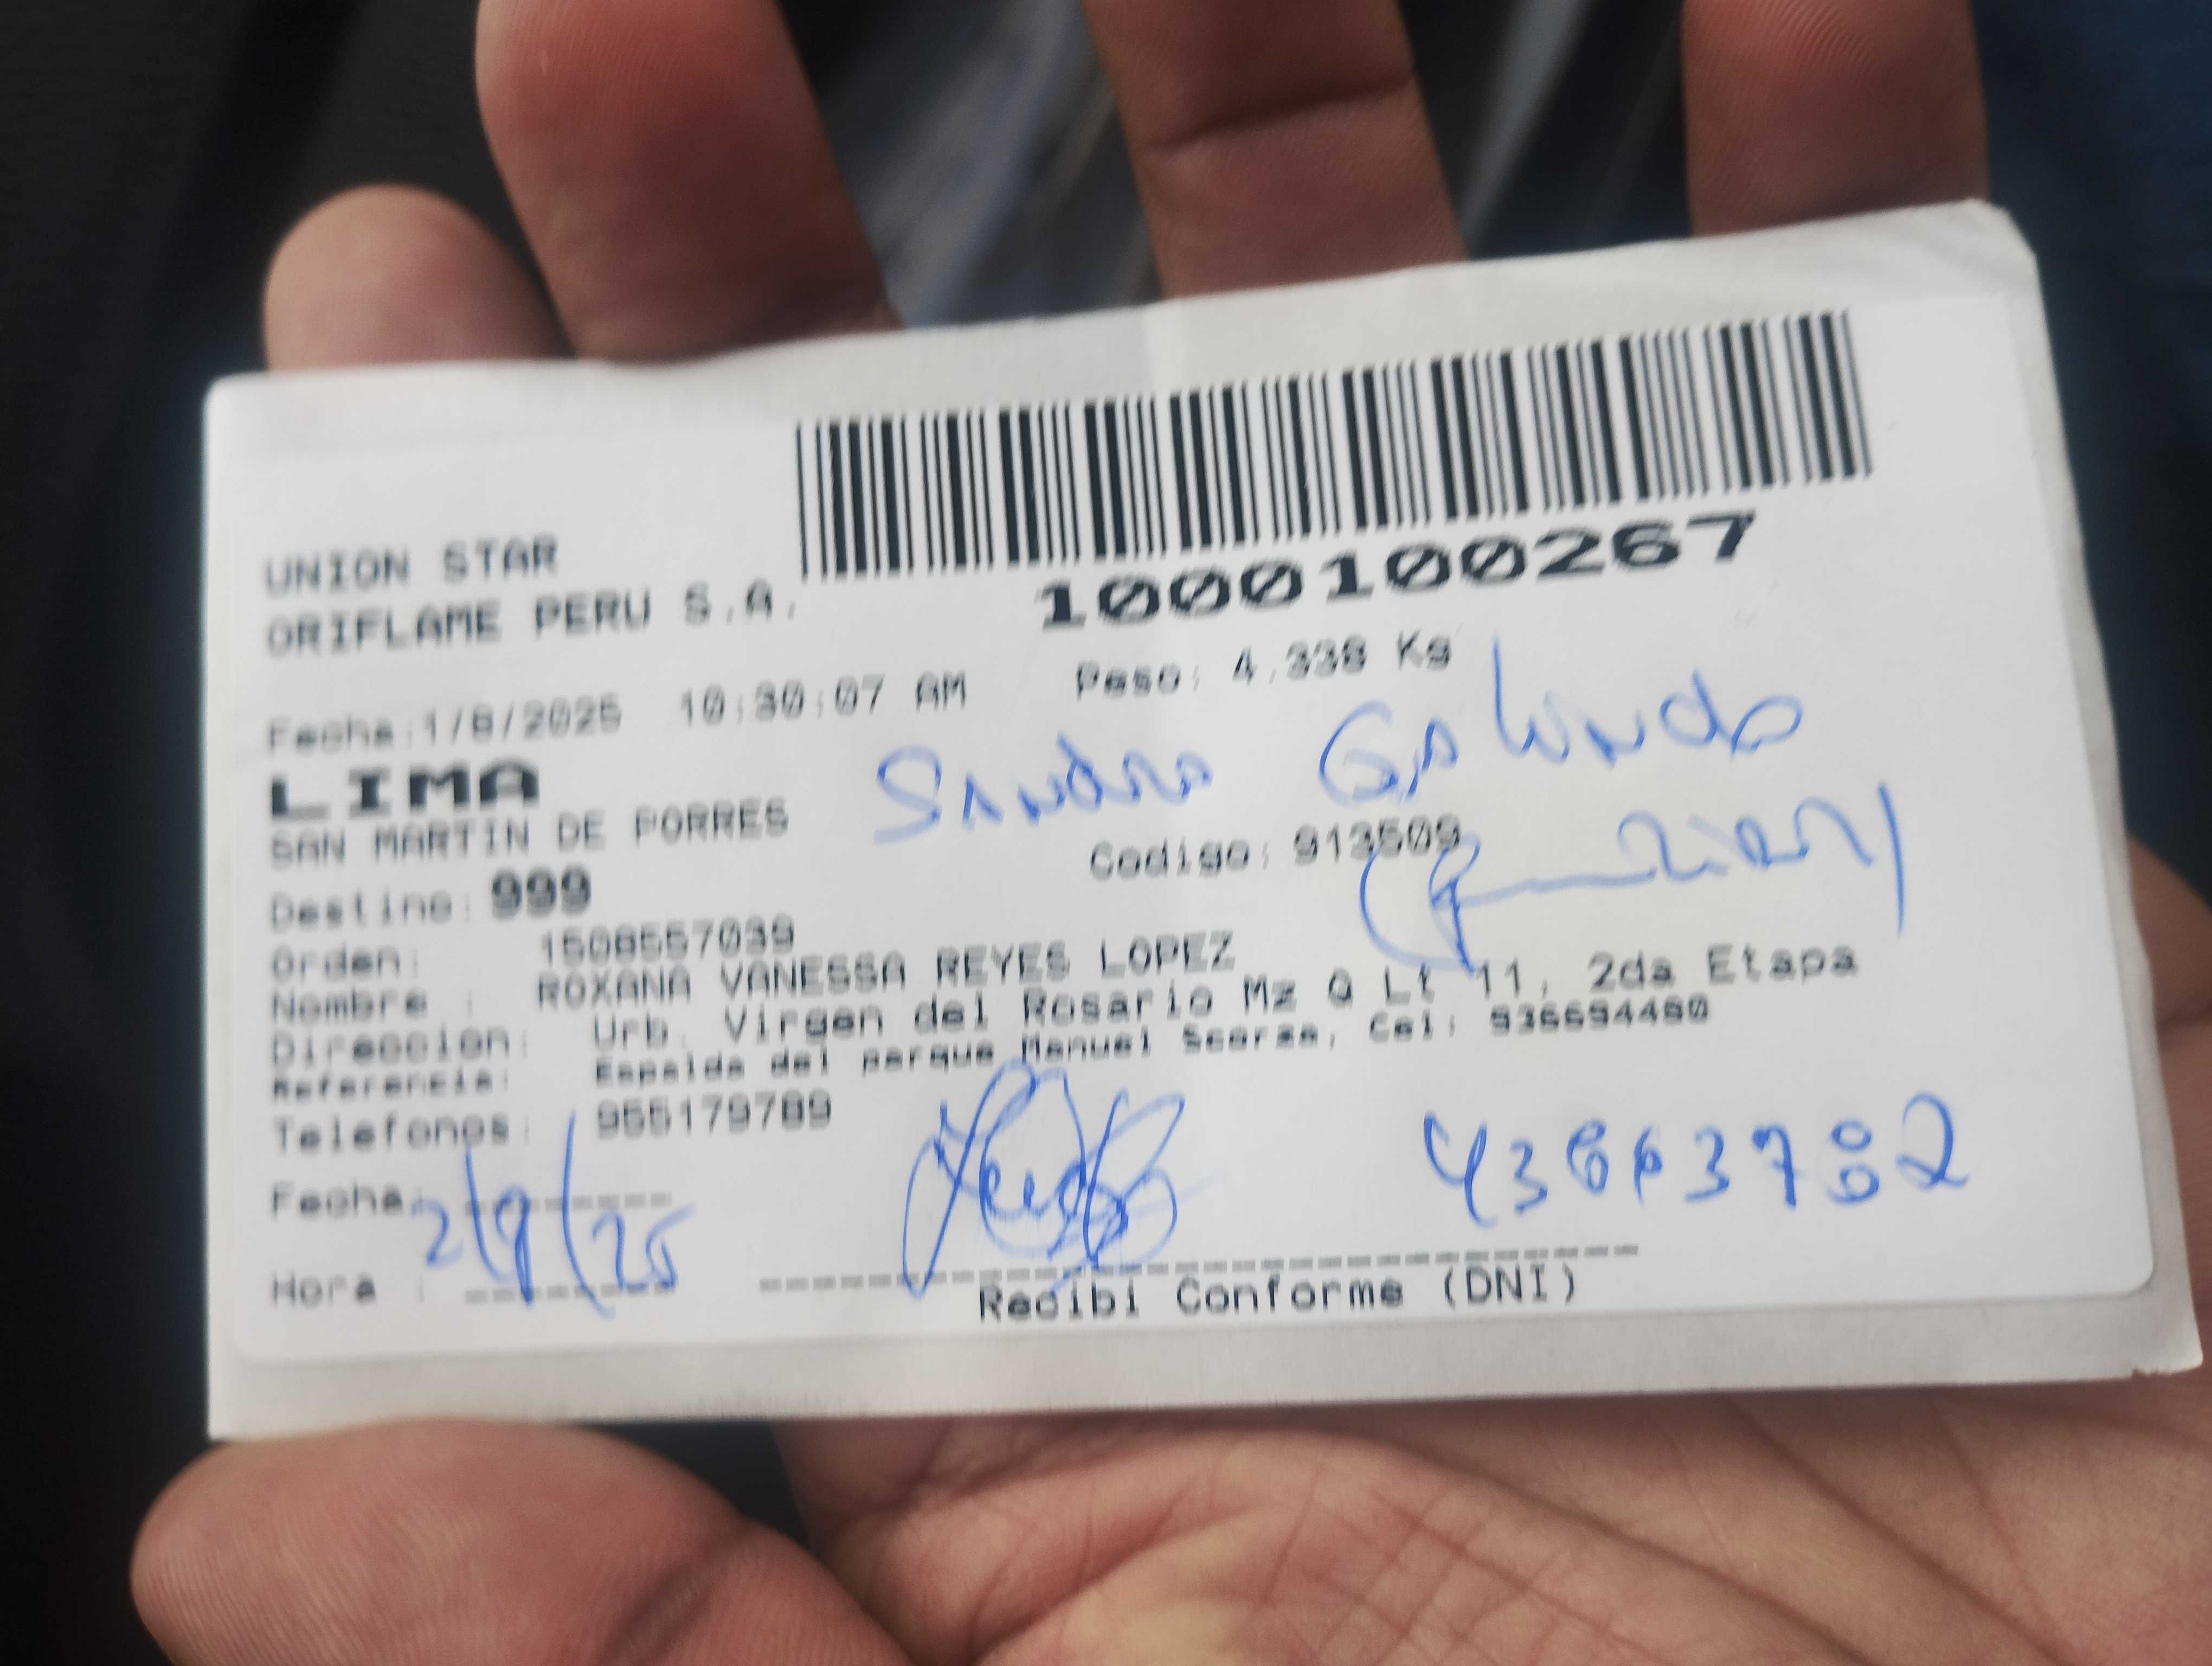 UNION STAR
ORIFLAME PERU S.A.
1000100267
Fecha:1/8/2025 10:30:07 AM Peso: 4.338 Kg
LIMA
Sandra Galindo
SAN MARTIN DE PORRES
Codigo: 913509
Destino: 999
Orden: 1508557039
Nombre : ROXANA VANESSA REYES LOPEZ
Direccion: Urb. Virgen del Rosario Mz Q Lt 11, 2da Etapa
Referencia: Espalda del parque Manuel Scorza, Cel: 936694480
Telefonos: 955179789
Fecha: 2/8/25
Hora :
Recibi Conforme (DNI)